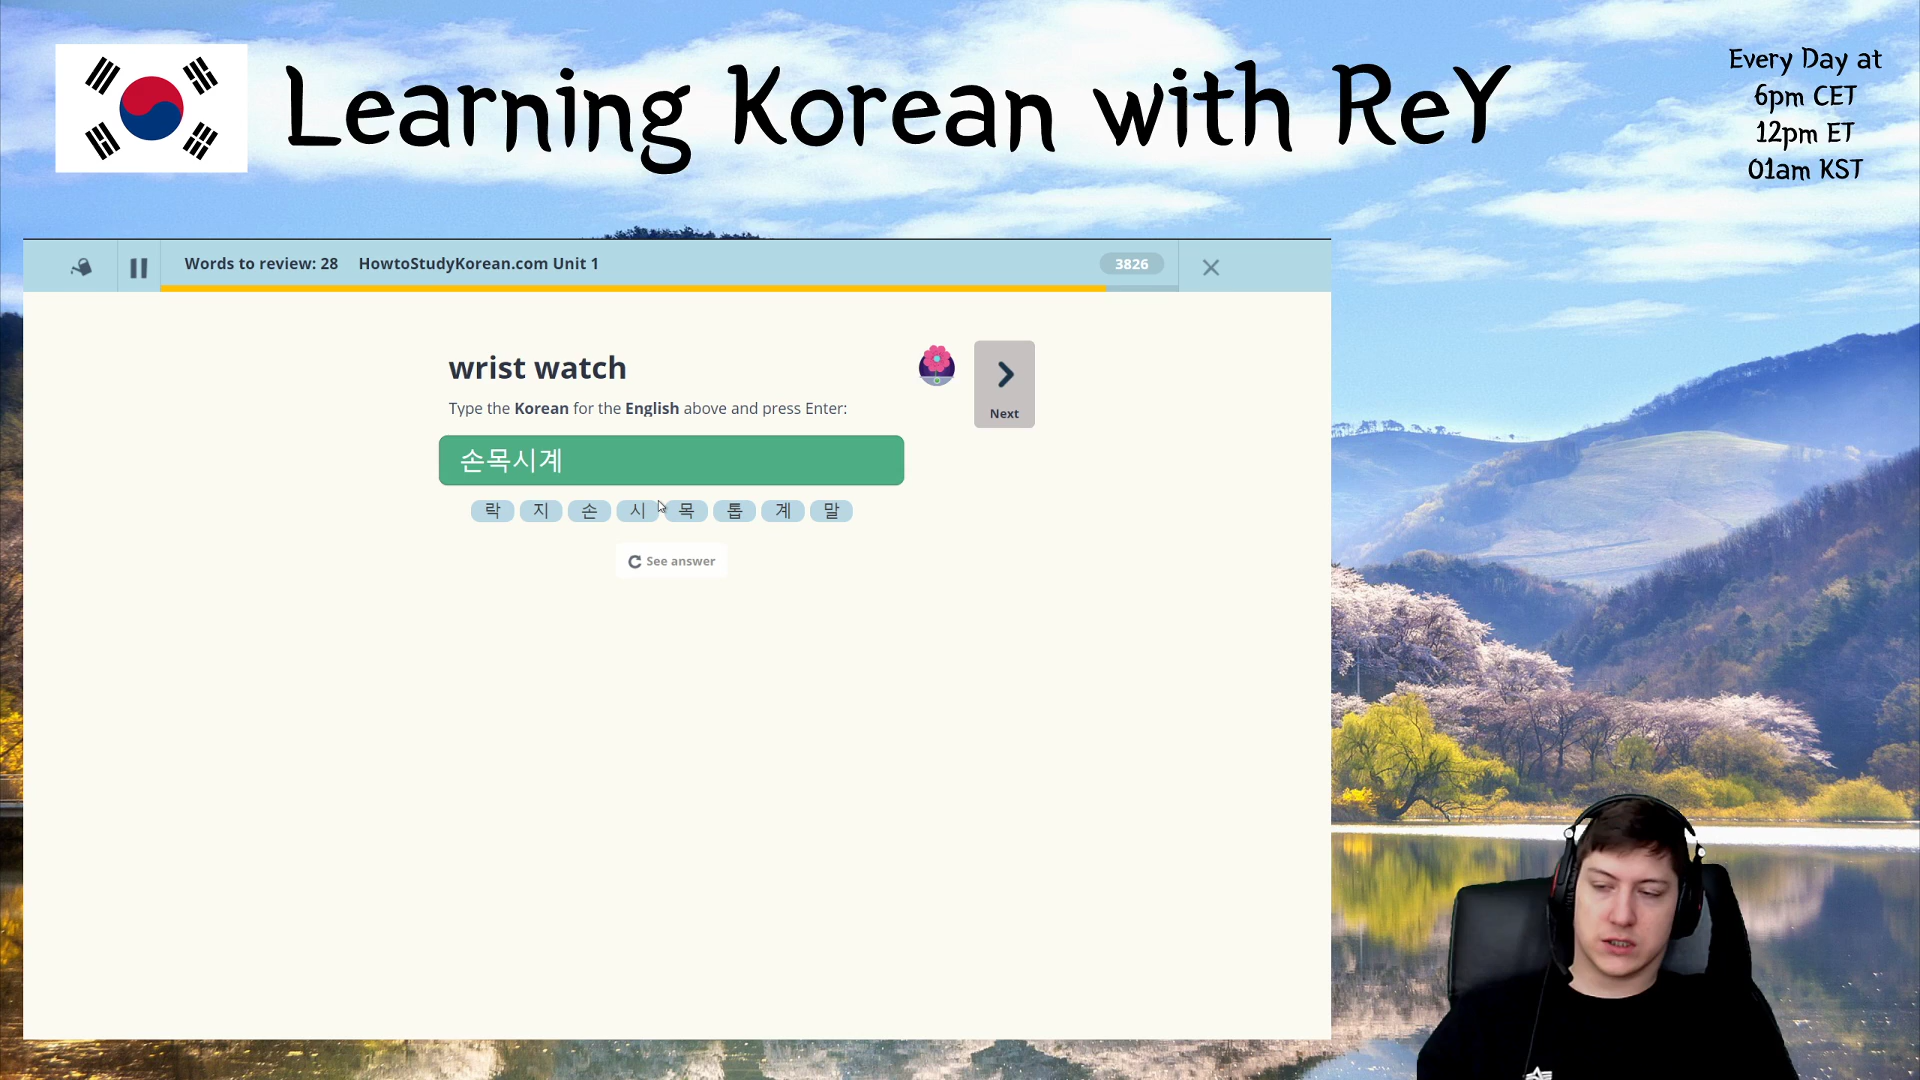 Learning Korean with ReY
Every Day at
6pm CET
12pm ET
01am KST
Words to review: 28 HowtoStudyKorean.com Unit 1 3826
wrist watch
Type the Korean for the English above and press Enter:
손목시계
락 지 손 시 목 톱 계 말
See answer
Next